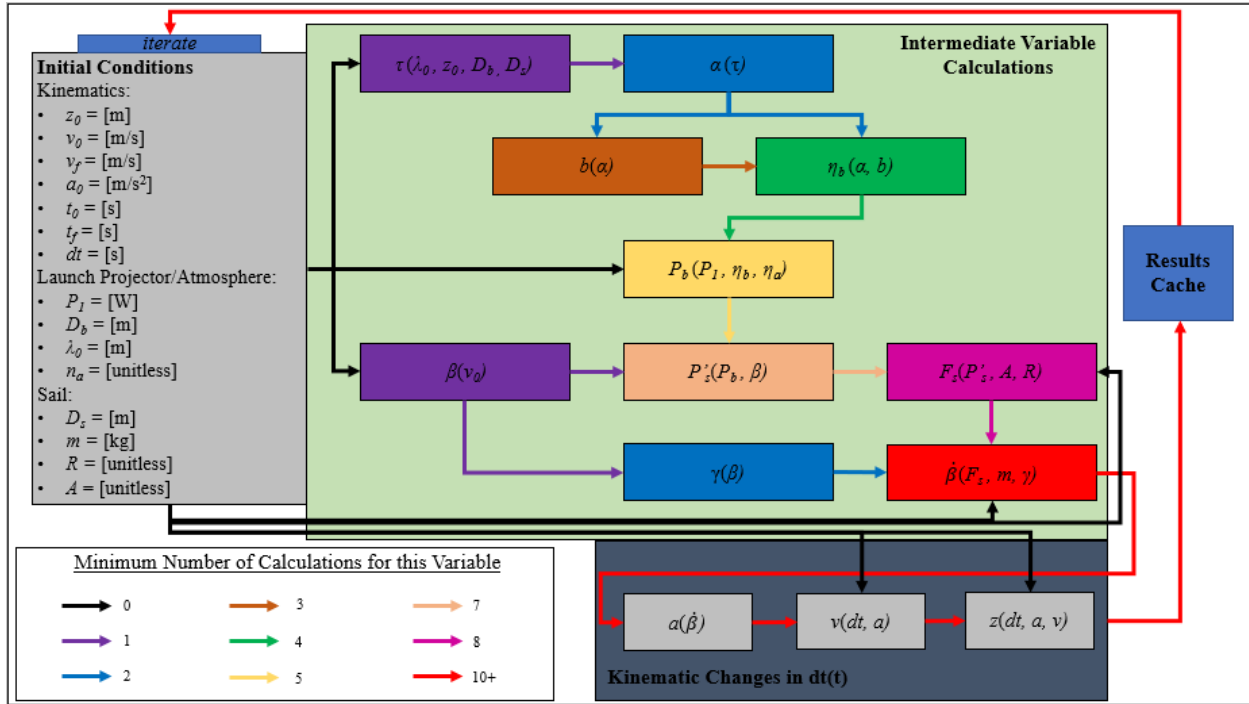 iterate
Initial Conditions
Kinematics:
• z₀ = [m]
• v₀ = [m/s]
• v_f = [m/s]
• a₀ = [m/s²]
• t₀ = [s]
• t_f = [s]
• dt = [s]
Launch Projector/Atmosphere:
• P₁ = [W]
• D_b = [m]
• λ₀ = [m]
• n_a = [unitless]
Sail:
• D_s = [m]
• m = [kg]
• R = [unitless]
• A = [unitless]
Intermediate Variable
Calculations
τ(λ₀, z₀, D_b, D_s)
α(τ)
b(α)
η_b(α, b)
P_b(P₁, η_b, η_a)
β(v₀)
P'_s(P_b, β)
F_s(P'_s, A, R)
γ(β)
β̇(F_s, m, γ)
Results
Cache
a(β̇)
v(dt, a)
z(dt, a, v)
Kinematic Changes in dt(t)
Minimum Number of Calculations for this Variable
0
3
7
1
4
8
2
5
10+